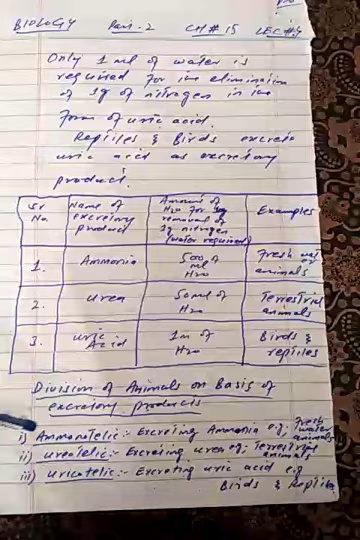 BIOLOGY Part-2 CH # 15 LEC#4
Only 1 ml of water is
required for the elimination
of 1g of nitrogen in the
form of uric acid.
Reptiles & Birds excrete
uric acid as excretory
product.
Sr No. Name of excretory product Amount of H2O for removal of 1g nitrogen (water required) Examples
1. Ammonia 500 ml of H2O Fresh water animals
2. Urea 50 ml of H2O Terrestrial animals
3. Uric Acid 1 ml of H2O Birds & reptiles
Division of Animals on Basis of
excretory products
i) Ammonotelic:- Excreting Ammonia e.g; Fresh water animals
ii) Ureotelic:- Excreting urea e.g; Terrestrial animals
iii) Uricotelic:- Excreting uric acid e.g
Birds & Reptiles